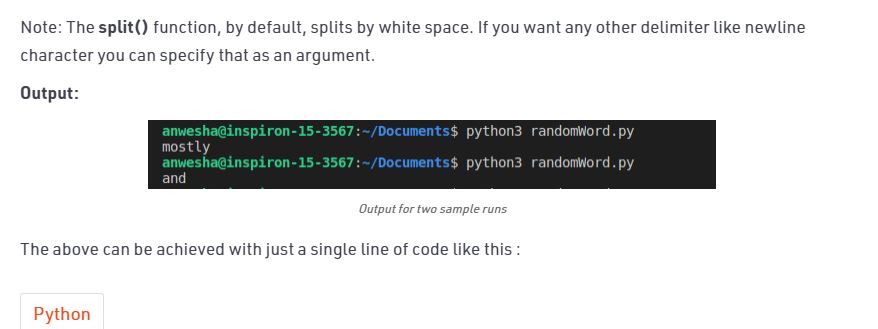 Note: The split() function, by default, splits by white space. If you want any other delimiter like newline
character you can specify that as an argument.
Output:
anwesha@inspiron-15-3567:~/Documents$ python3 randomWord.py
mostly
anwesha@inspiron-15-3567:~/Documents$ python3 randomWord.py
and
Output for two sample runs
The above can be achieved with just a single line of code like this :
Python